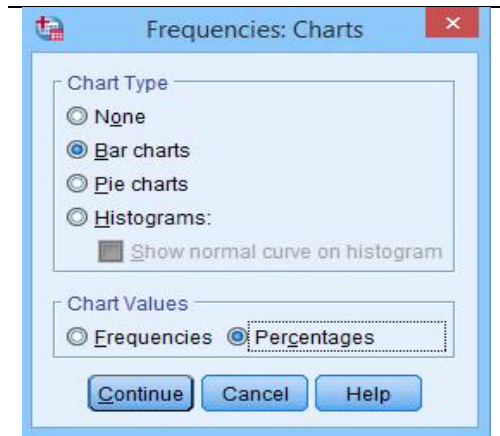 Frequencies: Charts
Chart Type
None
Bar charts
Pie charts
Histograms:
Show normal curve on histogram
Chart Values
Frequencies Percentages
Continue Cancel Help